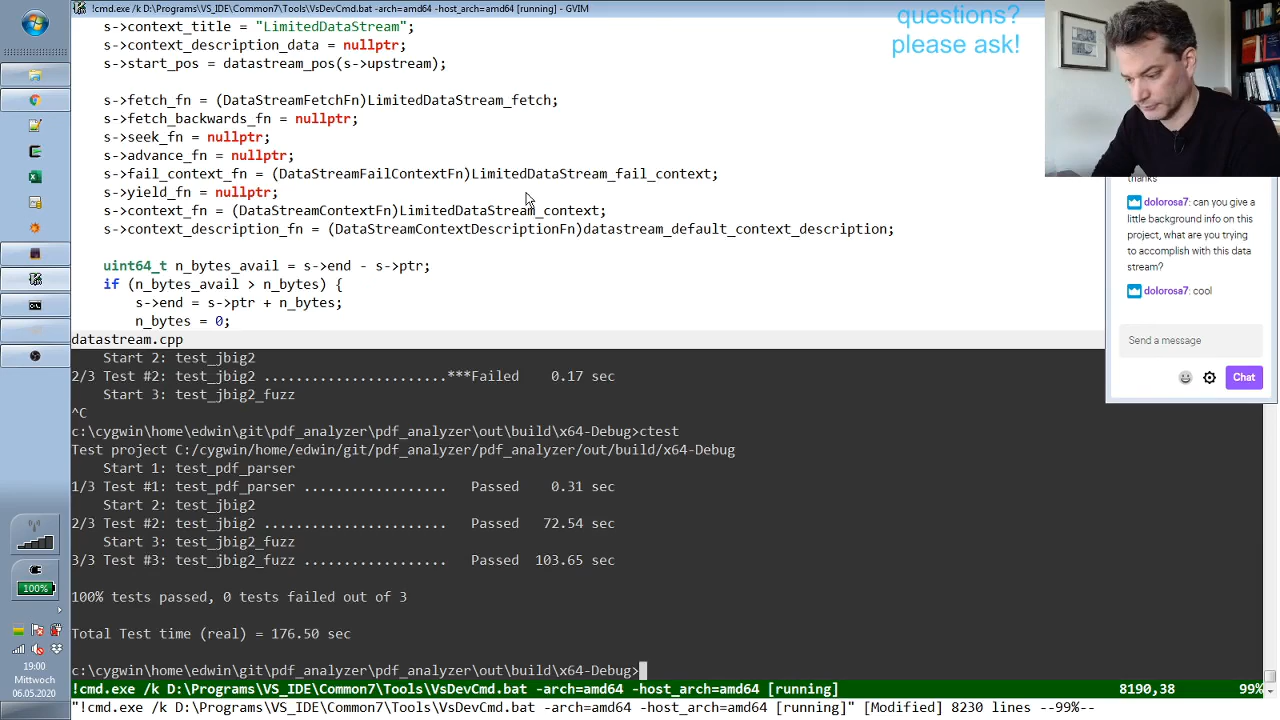 !cmd.exe /k D:\Programs\VS_IDE\Common7\Tools\VsDevCmd.bat -arch=amd64 -host_arch=amd64 [running] - GVIM
s->context_title = "LimitedDataStream";
s->context_description_data = nullptr;
s->start_pos = datastream_pos(s->upstream);
s->fetch_fn = (DataStreamFetchFn)LimitedDataStream_fetch;
s->fetch_backwards_fn = nullptr;
s->seek_fn = nullptr;
s->advance_fn = nullptr;
s->fail_context_fn = (DataStreamFailContextFn)LimitedDataStream_fail_context;
s->yield_fn = nullptr;
s->context_fn = (DataStreamContextFn)LimitedDataStream_context;
s->context_description_fn = (DataStreamContextDescriptionFn)datastream_default_context_description;
uint64_t n_bytes_avail = s->end - s->ptr;
if (n_bytes_avail > n_bytes) {
s->end = s->ptr + n_bytes;
n_bytes = 0;
datastream.cpp
Start 2: test_jbig2
2/3 Test #2: test_jbig2 .......................***Failed    0.17 sec
Start 3: test_jbig2_fuzz
^C
c:\cygwin\home\edwin\git\pdf_analyzer\pdf_analyzer\out\build\x64-Debug>ctest
Test project C:/cygwin/home/edwin/git/pdf_analyzer/pdf_analyzer/out/build/x64-Debug
Start 1: test_pdf_parser
1/3 Test #1: test_pdf_parser ..................   Passed    0.31 sec
Start 2: test_jbig2
2/3 Test #2: test_jbig2 .......................   Passed   72.54 sec
Start 3: test_jbig2_fuzz
3/3 Test #3: test_jbig2_fuzz ..................   Passed  103.65 sec
100% tests passed, 0 tests failed out of 3
Total Test time (real) = 176.50 sec
c:\cygwin\home\edwin\git\pdf_analyzer\pdf_analyzer\out\build\x64-Debug>
!cmd.exe /k D:\Programs\VS_IDE\Common7\Tools\VsDevCmd.bat -arch=amd64 -host_arch=amd64 [running] 8190,38 99%
"!cmd.exe /k D:\Programs\VS_IDE\Common7\Tools\VsDevCmd.bat -arch=amd64 -host_arch=amd64 [running]" [Modified] 8230 lines --99%--
questions?
please ask!
thanks
dolorosa7: can you give a
little background info on this
project, what are you trying
to accomplish with this data
stream?
dolorosa7: cool
Send a message
Chat
100%
19:00
Mittwoch
06.05.2020